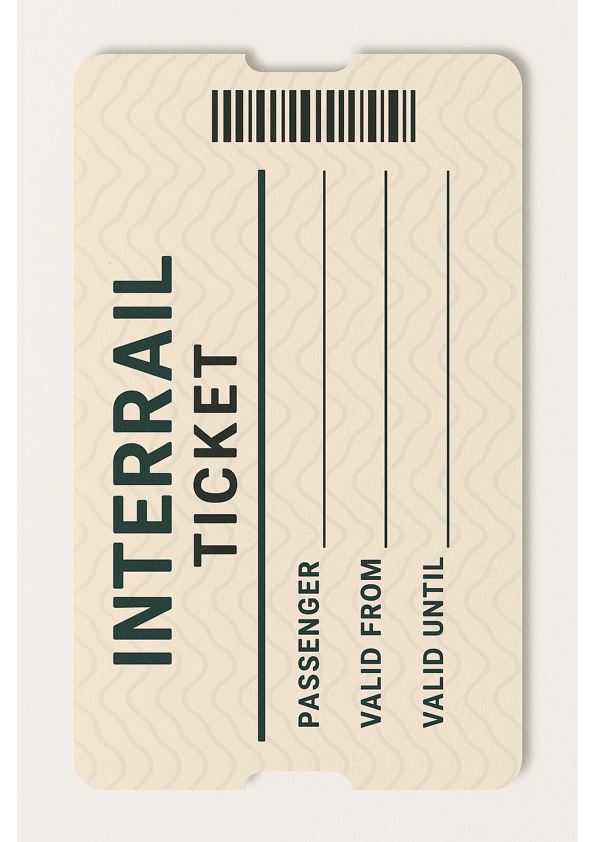 INTERRAIL
TICKET
PASSENGER
VALID FROM
VALID UNTIL